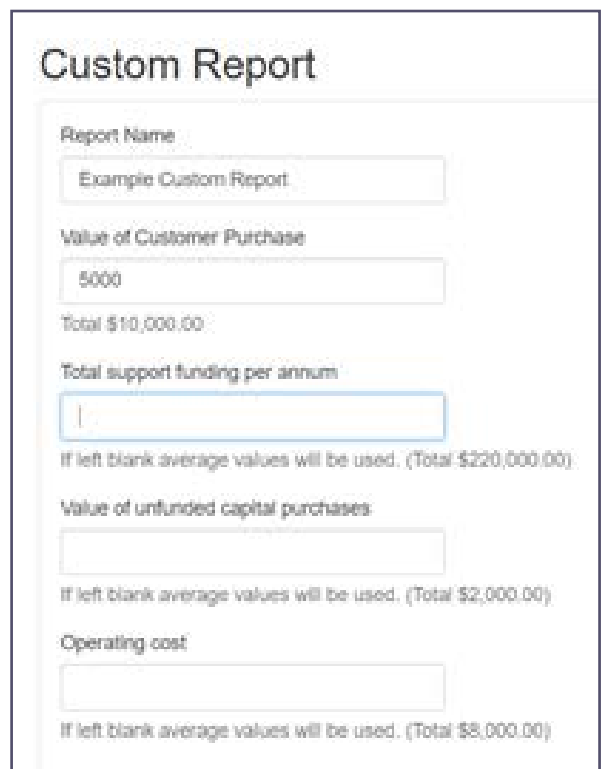 Custom Report
Report Name
Example Custom Report
Value of Customer Purchase
5000
Total $10,000.00
Total support funding per annum
If left blank average values will be used. (Total $220,000.00)
Value of unfunded capital purchases
If left blank average values will be used. (Total $2,000.00)
Operating cost
If left blank average values will be used. (Total $8,000.00)